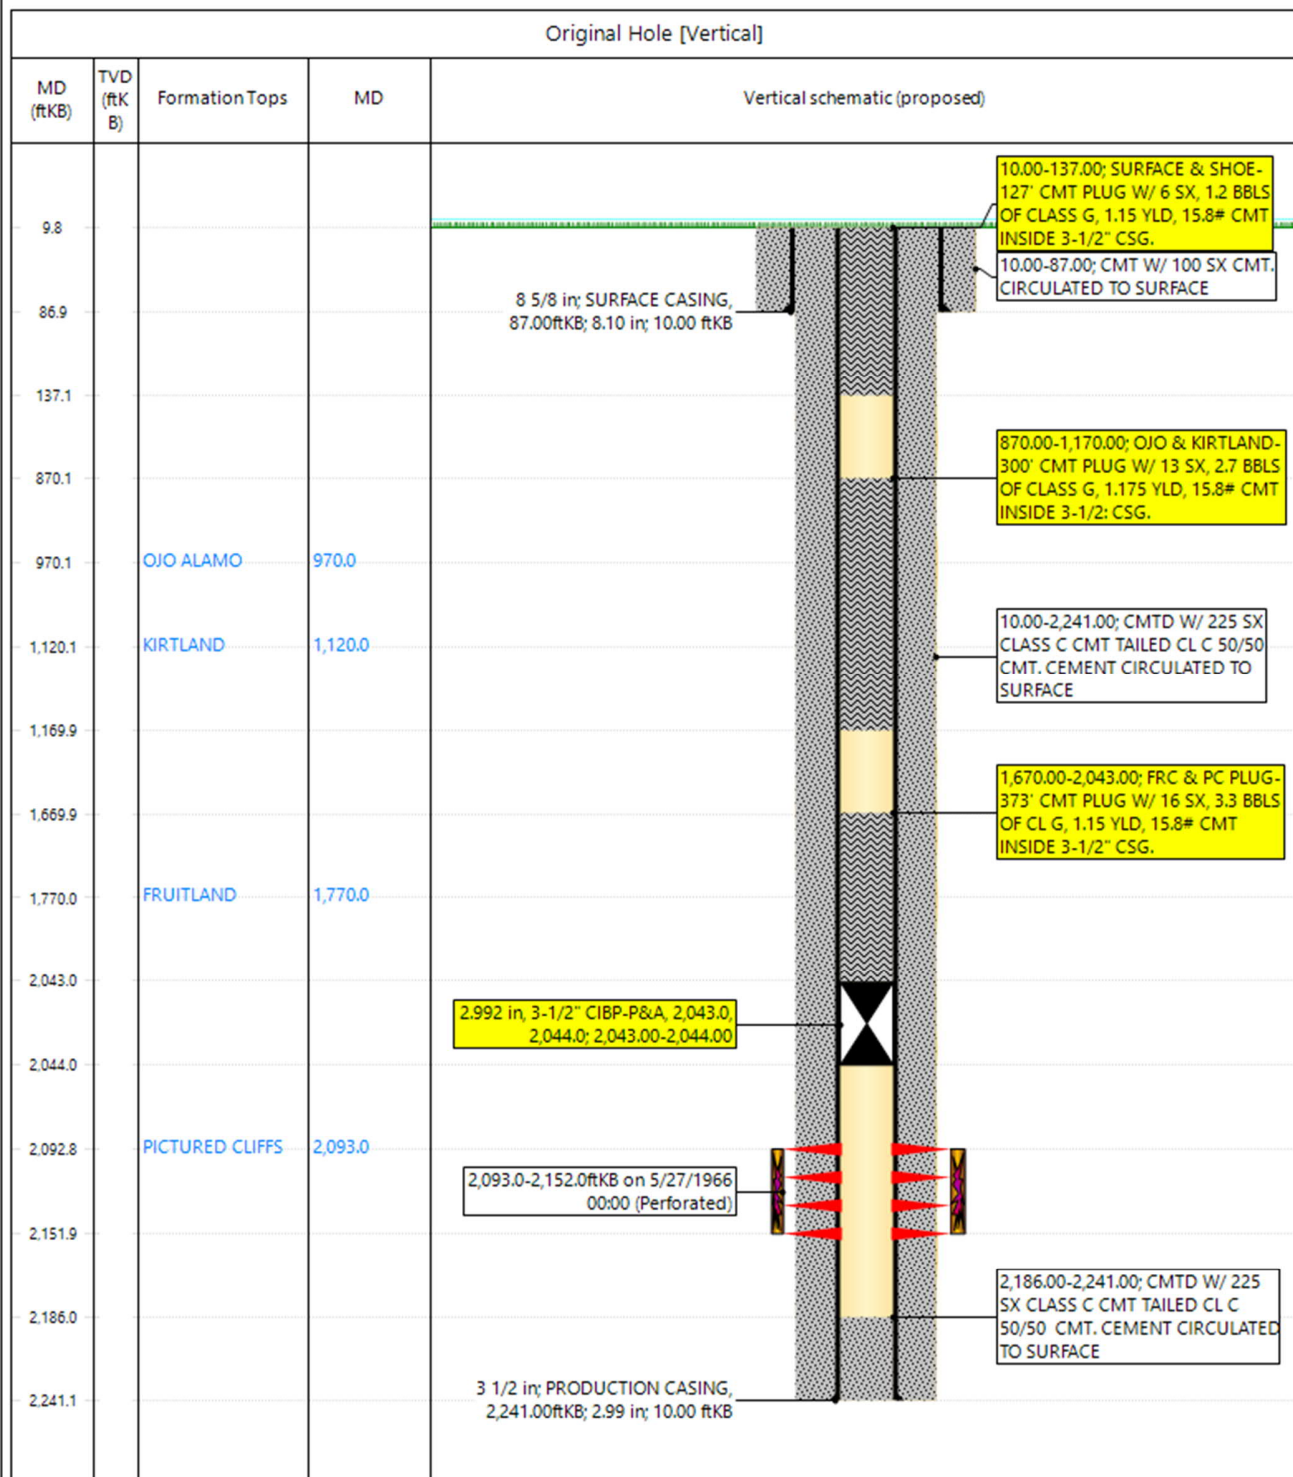 Original Hole [Vertical]
MD
(ftKB)
TVD
(ftK
B)
Formation Tops
MD
Vertical schematic (proposed)
9.8
86.9
137.1
870.1
970.1
1,120.1
1,169.9
1,669.9
1,770.0
2,043.0
2,044.0
2,092.8
2,151.9
2,186.0
2,241.1
OJO ALAMO
970.0
KIRTLAND
1,120.0
FRUITLAND
1,770.0
PICTURED CLIFFS
2,093.0
8 5/8 in; SURFACE CASING,
87.00ftKB; 8.10 in; 10.00 ftKB
2.992 in, 3-1/2" CIBP-P&A, 2,043.0,
2,044.0; 2,043.00-2,044.00
2,093.0-2,152.0ftKB on 5/27/1966
00:00 (Perforated)
3 1/2 in; PRODUCTION CASING,
2,241.00ftKB; 2.99 in; 10.00 ftKB
10.00-137.00; SURFACE & SHOE-
127' CMT PLUG W/ 6 SX, 1.2 BBLS
OF CLASS G, 1.15 YLD, 15.8# CMT
INSIDE 3-1/2" CSG.
10.00-87.00; CMT W/ 100 SX CMT.
CIRCULATED TO SURFACE
870.00-1,170.00; OJO & KIRTLAND-
300' CMT PLUG W/ 13 SX, 2.7 BBLS
OF CLASS G, 1.175 YLD, 15.8# CMT
INSIDE 3-1/2: CSG.
10.00-2,241.00; CMTD W/ 225 SX
CLASS C CMT TAILED CL C 50/50
CMT. CEMENT CIRCULATED TO
SURFACE
1,670.00-2,043.00; FRC & PC PLUG-
373' CMT PLUG W/ 16 SX, 3.3 BBLS
OF CL G, 1.15 YLD, 15.8# CMT
INSIDE 3-1/2" CSG.
2,186.00-2,241.00; CMTD W/ 225
SX CLASS C CMT TAILED CL C
50/50 CMT. CEMENT CIRCULATED
TO SURFACE